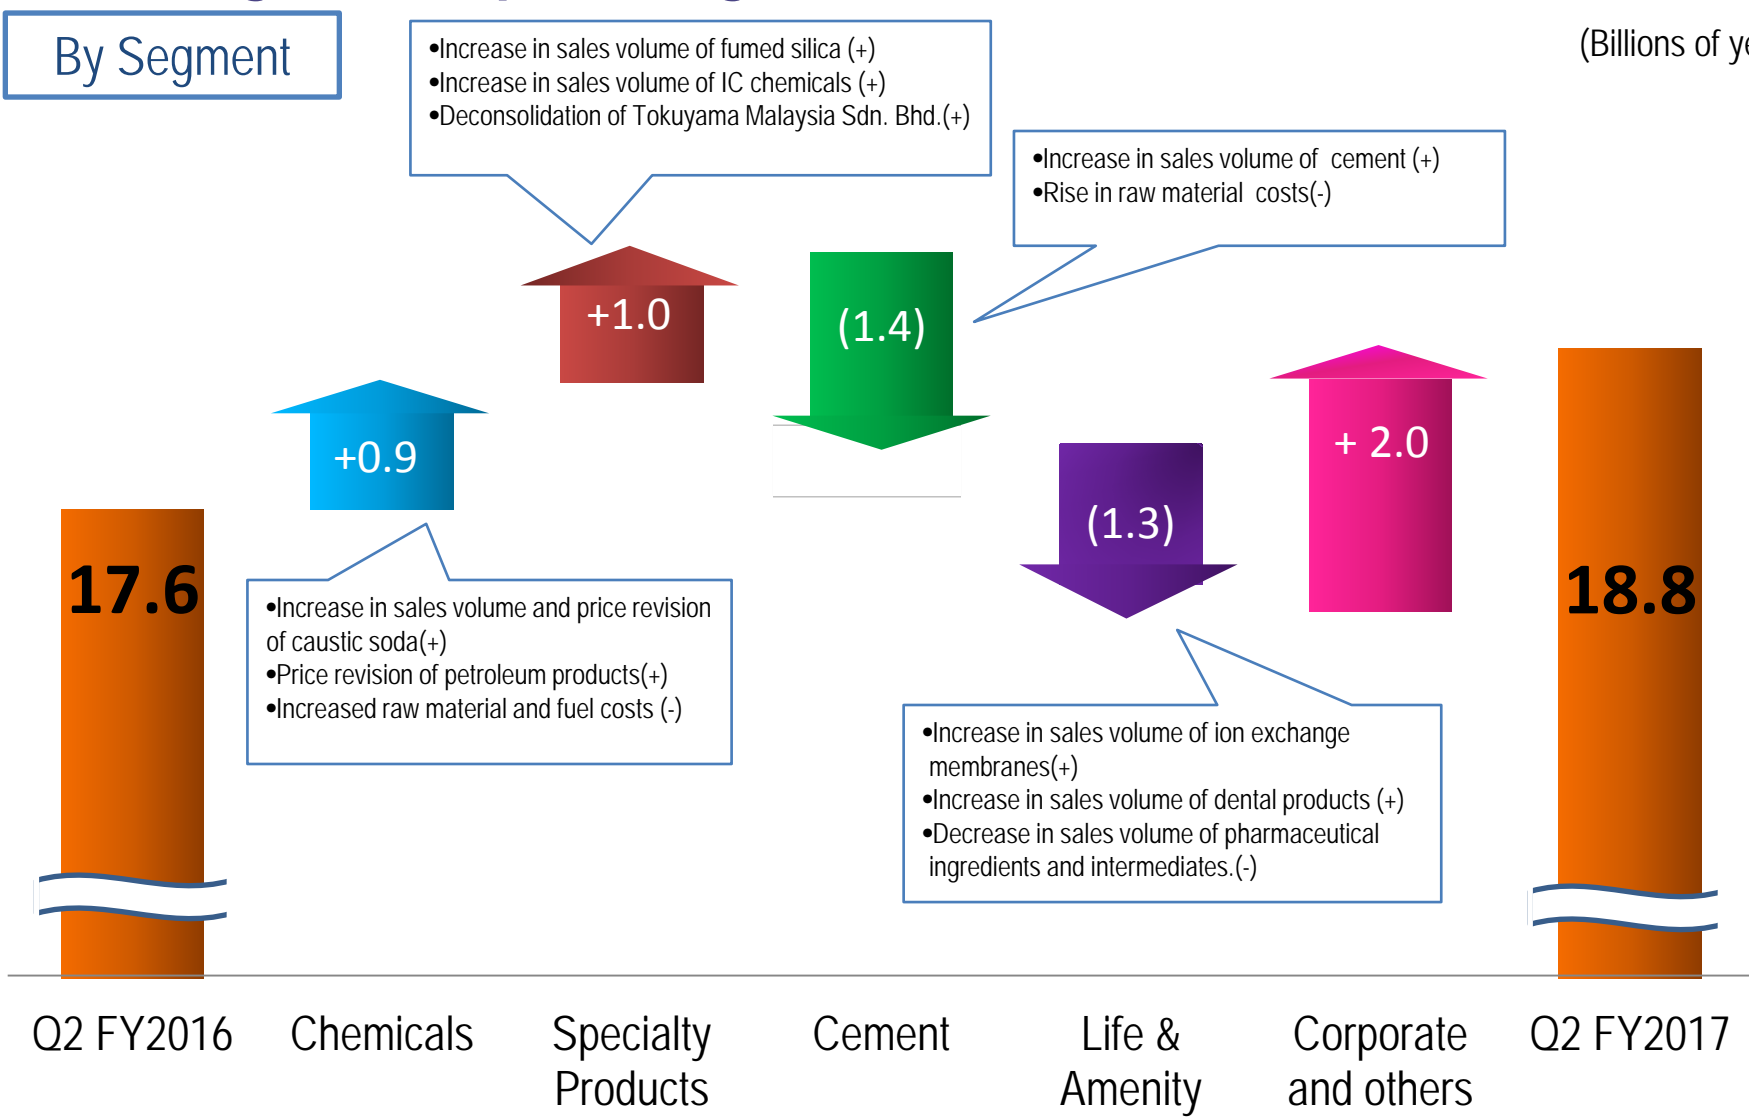 By Segment
(Billions of
•Increase in sales volume of fumed silica (+)
•Increase in sales volume of IC chemicals (+)
•Deconsolidation of Tokuyama Malaysia Sdn. Bhd.(+)
•Increase in sales volume of  cement (+)
•Rise in raw material  costs(-)
+1.0
(1.4)
+0.9
+ 2.0
(1.3)
17.6
18.8
•Increase in sales volume and price revision
of caustic soda(+)
•Price revision of petroleum products(+)
•Increased raw material and fuel costs (-)
•Increase in sales volume of ion exchange
membranes(+)
•Increase in sales volume of dental products (+)
•Decrease in sales volume of pharmaceutical
ingredients and intermediates.(-)
Q2 FY2016
Chemicals
Specialty
Products
Cement
Life &
Amenity
Corporate
and others
Q2 FY2017